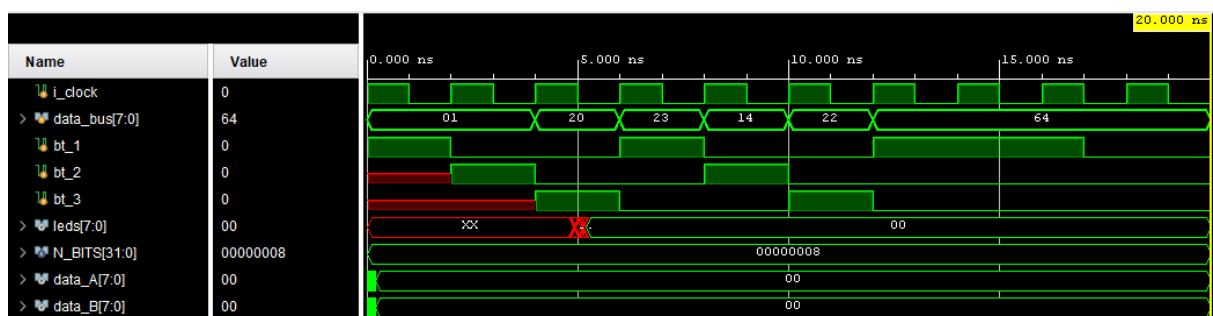 20.000 ns
Name Value 0.000 ns 5.000 ns 10.000 ns 15.000 ns
i_clock 0
data_bus[7:0] 64 01 20 23 14 22 64
bt_1 0
bt_2 0
bt_3 0
leds[7:0] 00 XX 00
N_BITS[31:0] 00000008 00000008
data_A[7:0] 00 00
data_B[7:0] 00 00